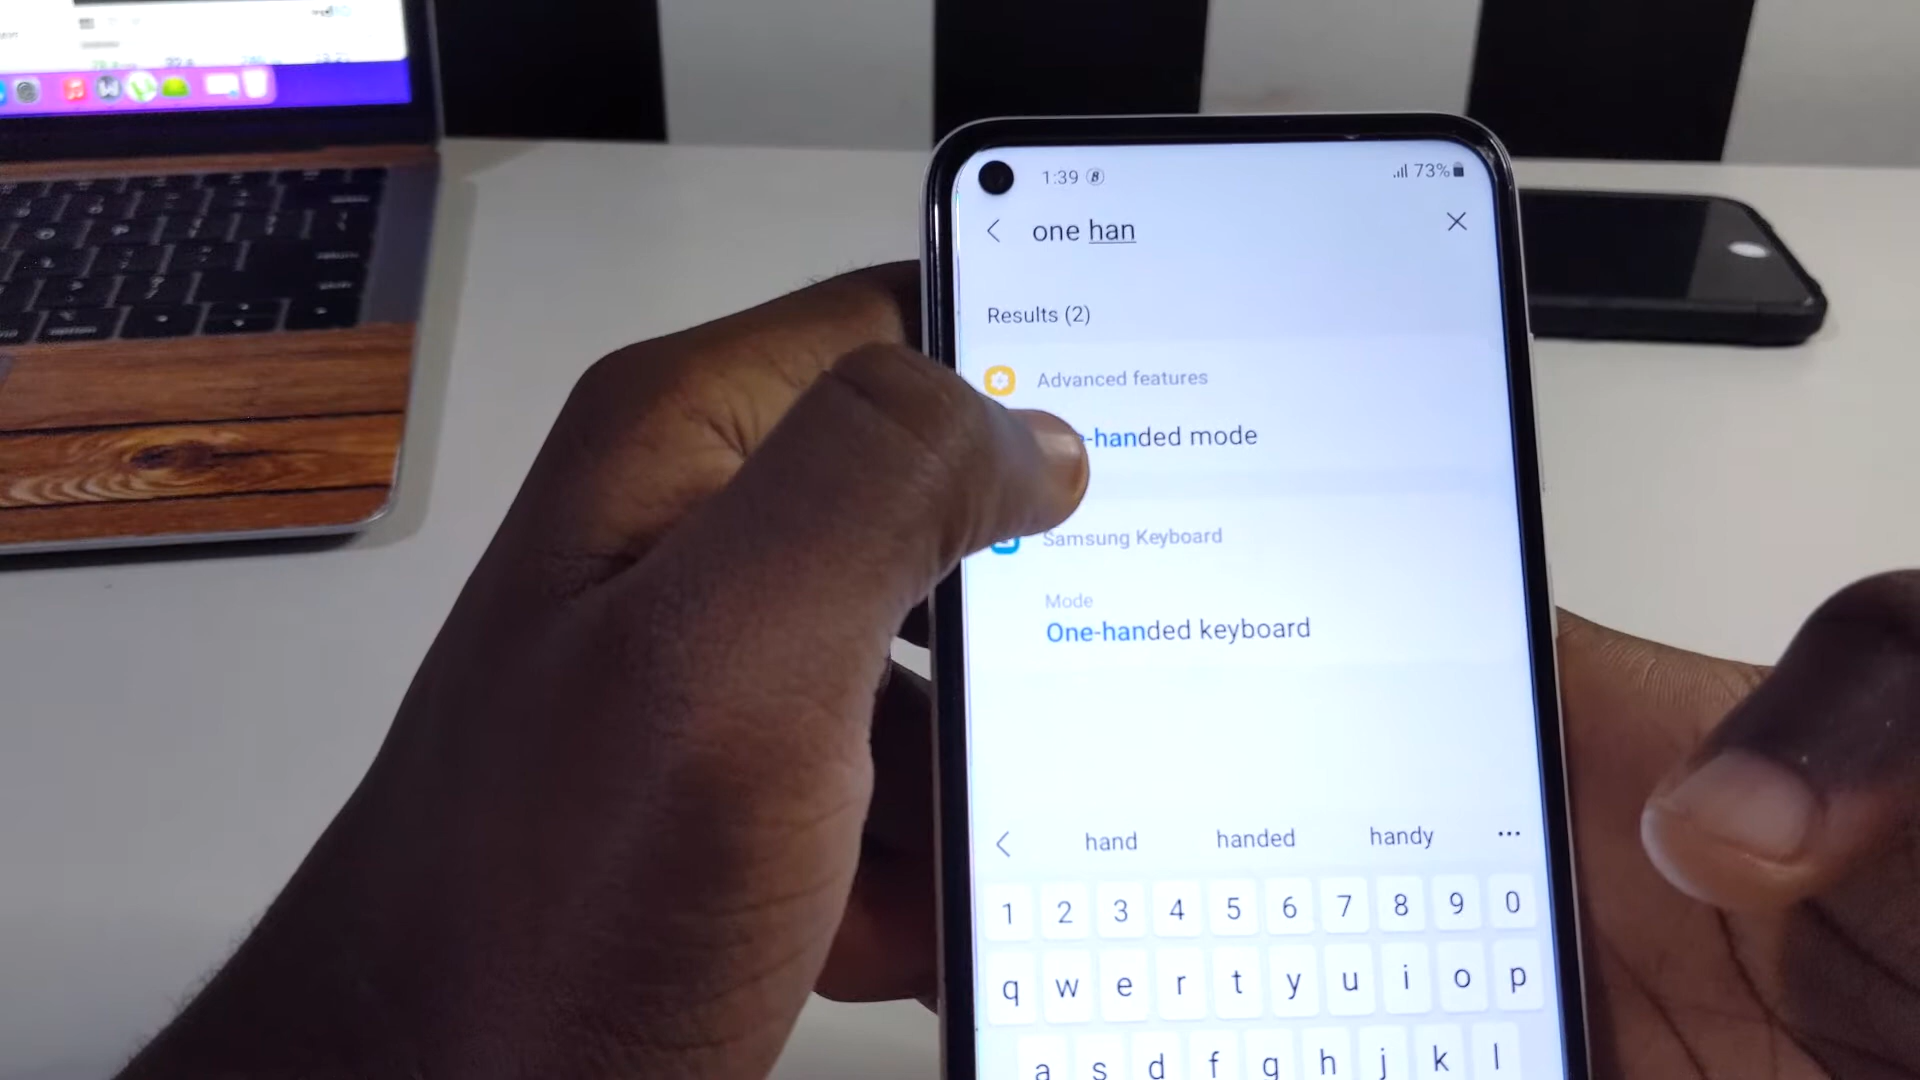 1:39
73%
one han
Results (2)
Advanced features
-handed mode
Samsung Keyboard
Mode
One-handed keyboard
hand handed handy ...
1 2 3 4 5 6 7 8 9 0
q w e r t y u i o p
a s d f g h j k l
option